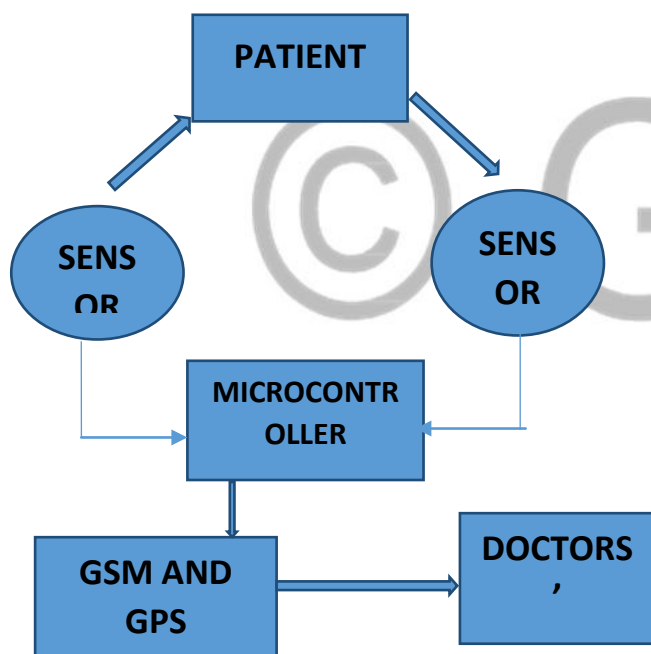 PATIENT
© G
SENS
OR
SENS
OR
MICROCONTR
OLLER
GSM AND
GPS
DOCTORS
,